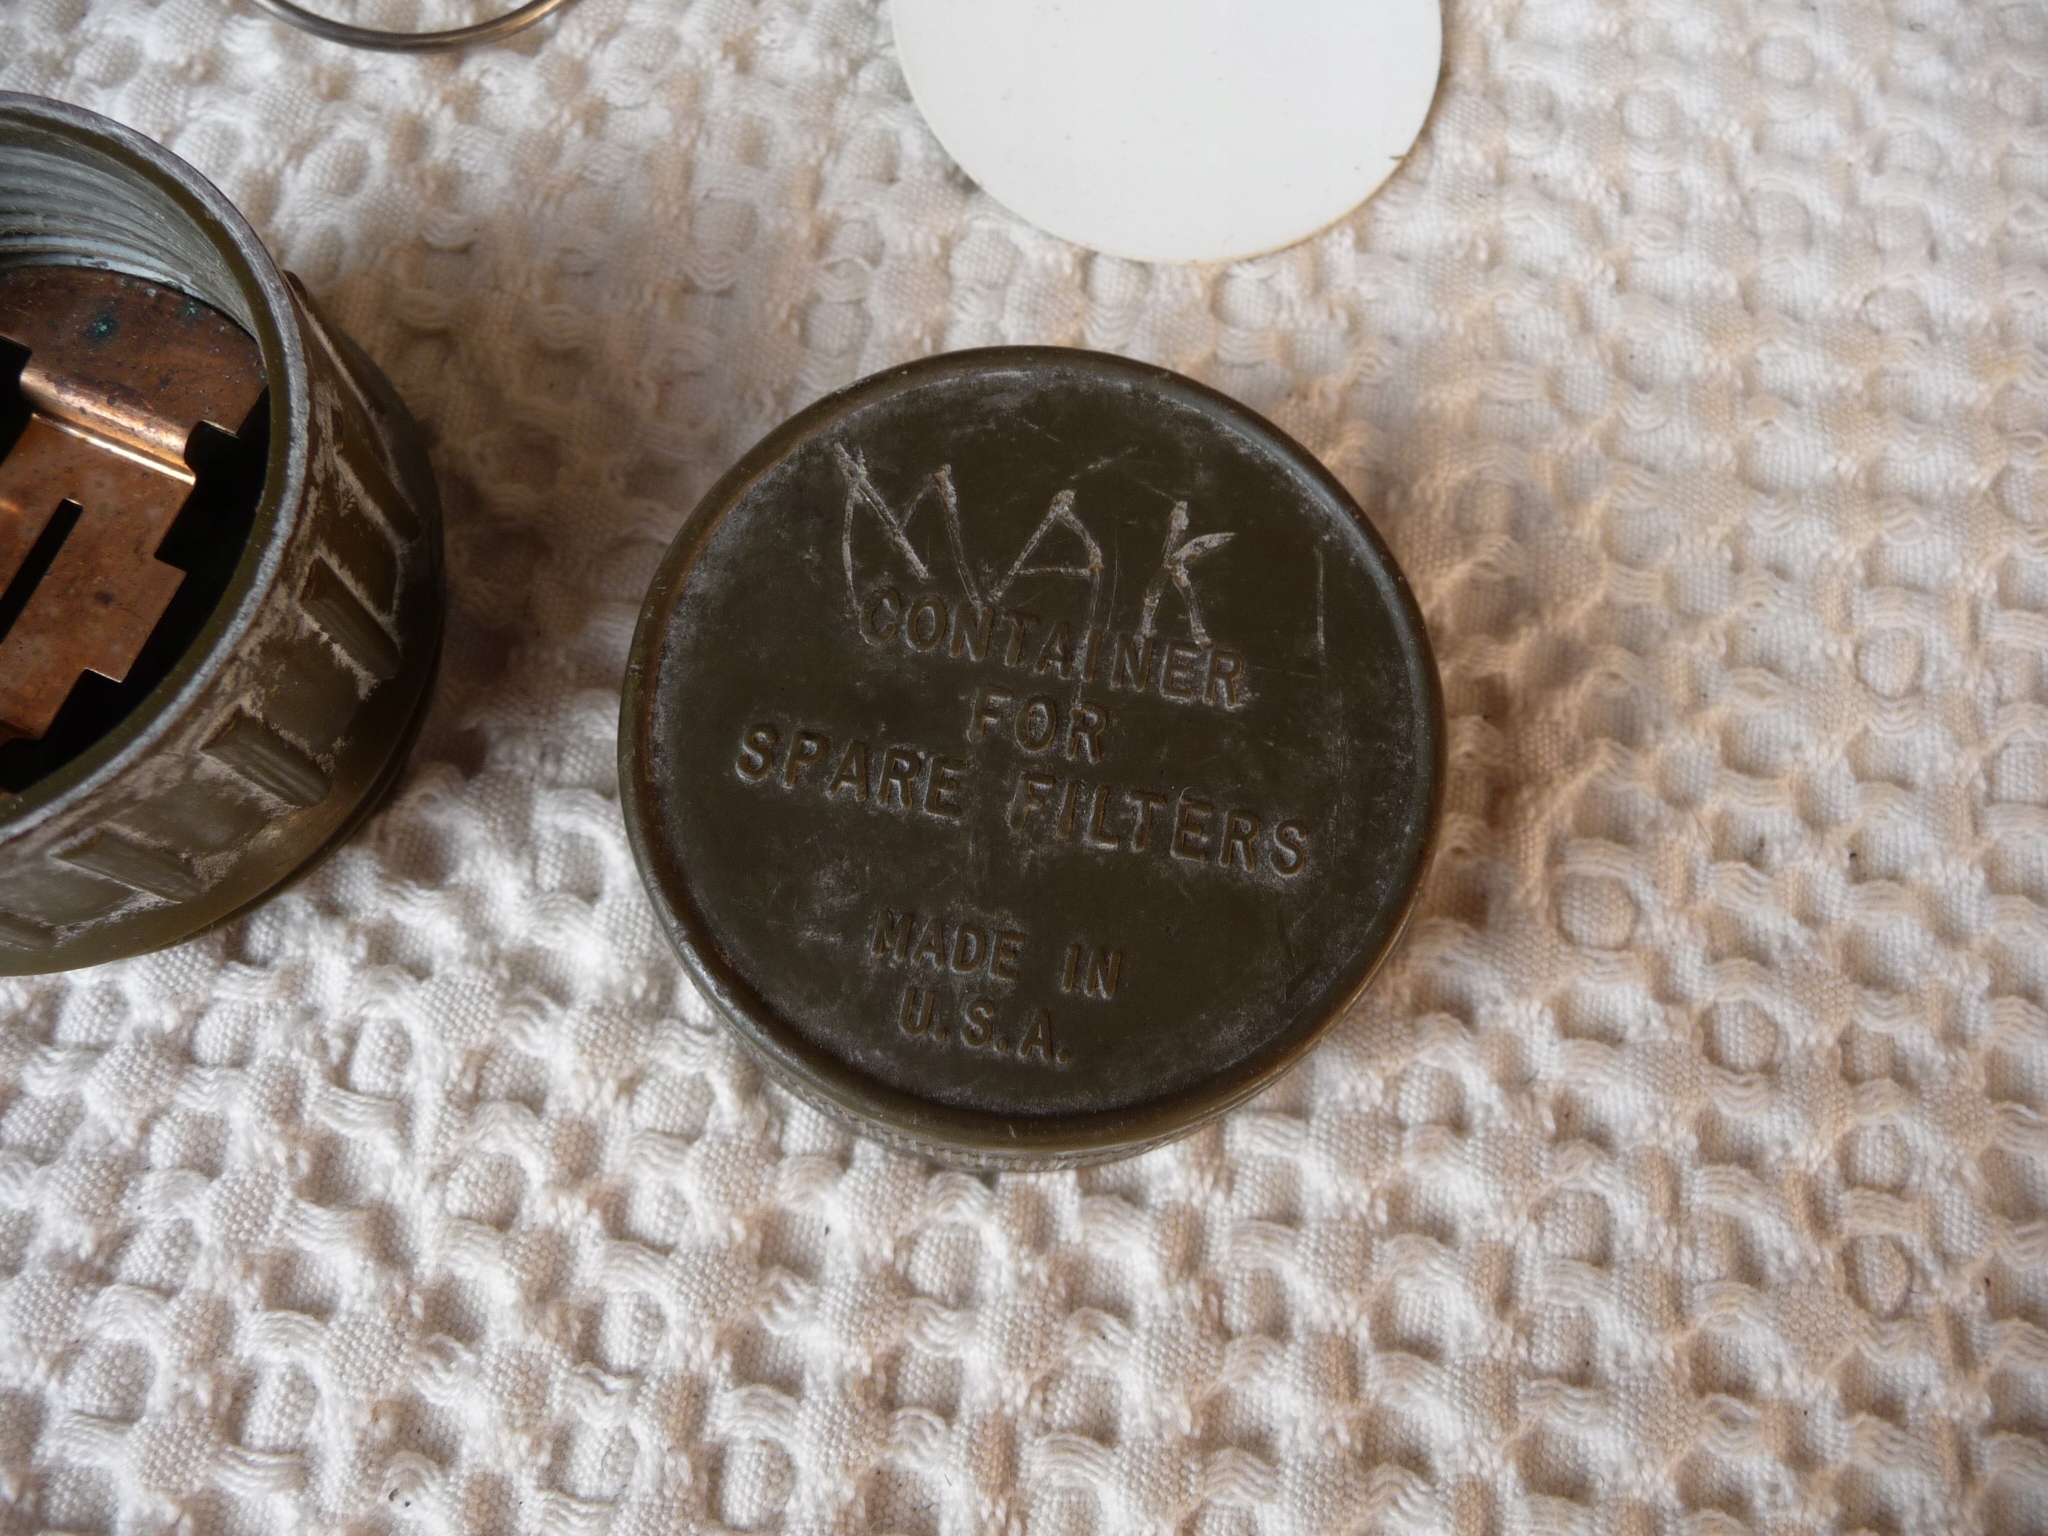 MAK
CONTAINER
FOR
SPARE FILTERS
MADE IN
U.S.A.